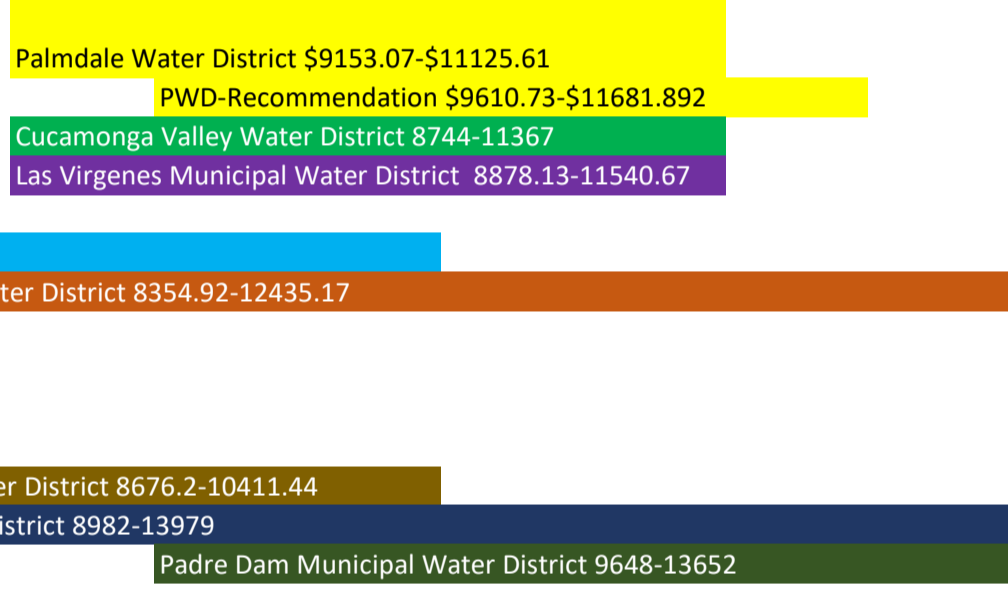 Palmdale Water District $9153.07-$11125.61
PWD-Recommendation $9610.73-$11681.892
Cucamonga Valley Water District 8744-11367
Las Virgenes Municipal Water District 8878.13-11540.67
ter District 8354.92-12435.17
er District 8676.2-10411.44
istrict 8982-13979
Padre Dam Municipal Water District 9648-13652